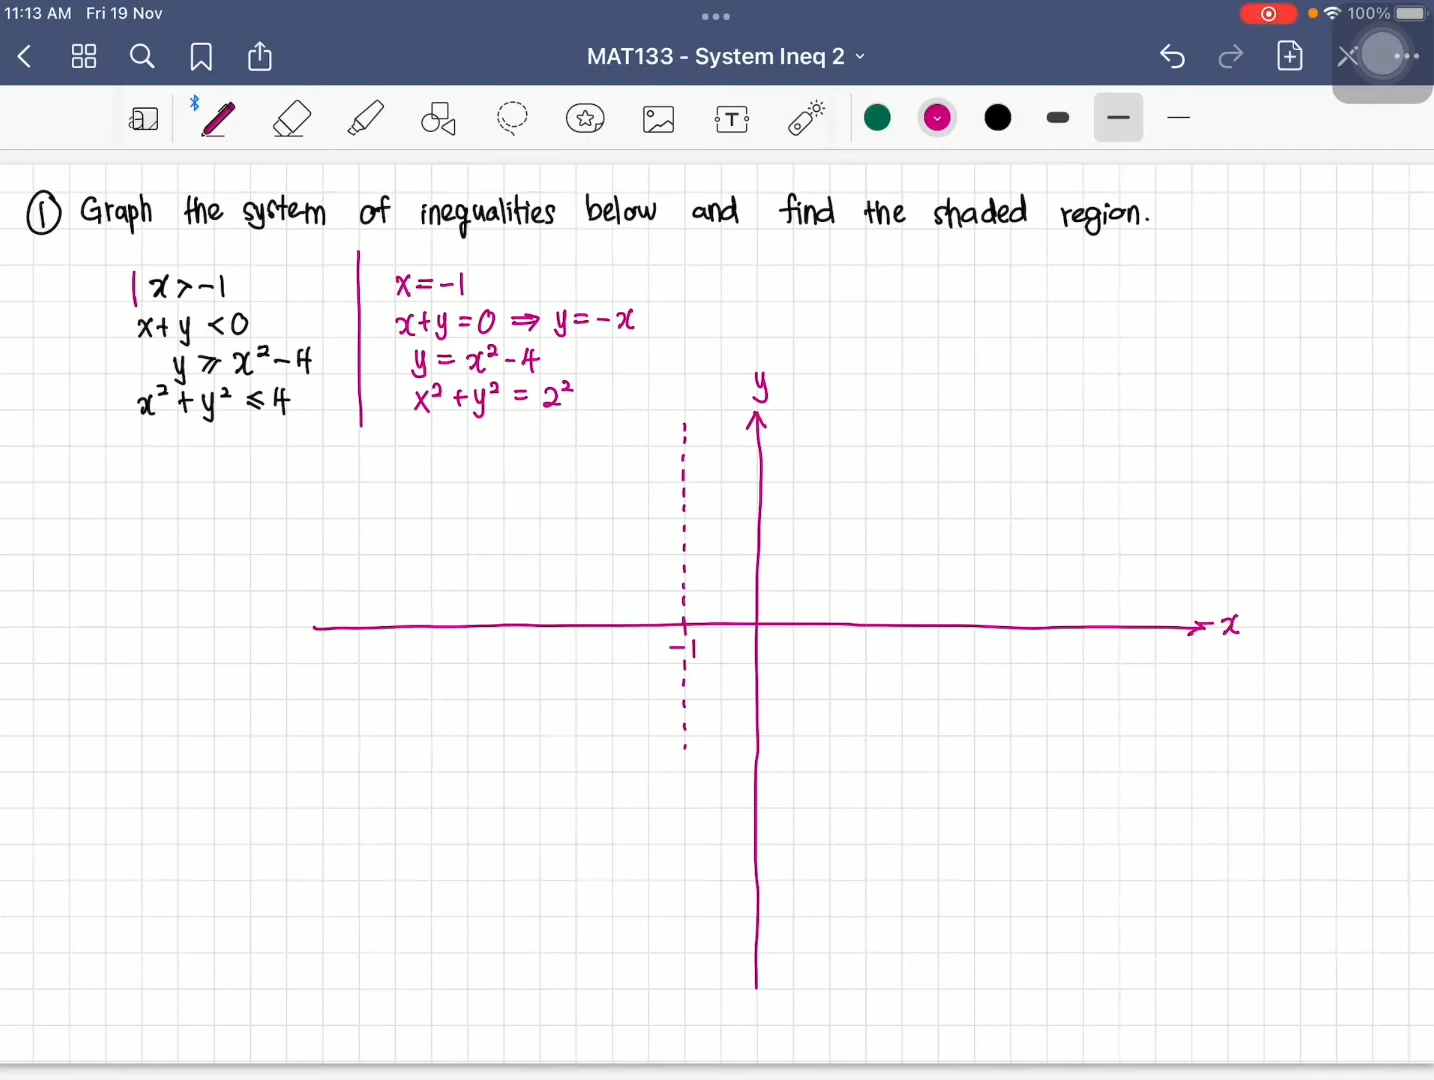 11:13 AM Fri 19 Nov 100%
MAT133 - System Ineq 2
T
① Graph the system of inequalities below and find the shaded region.
x > -1
x + y < 0
y ⩾ x² - 4
x² + y² ⩽ 4
x = -1
x + y = 0 ⇒ y = -x
y = x² - 4
x² + y² = 2²
y
x
-1